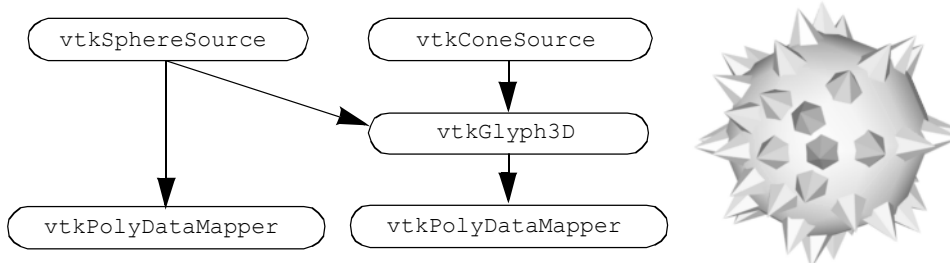 vtkSphereSource
vtkConeSource
vtkGlyph3D
vtkPolyDataMapper
vtkPolyDataMapper